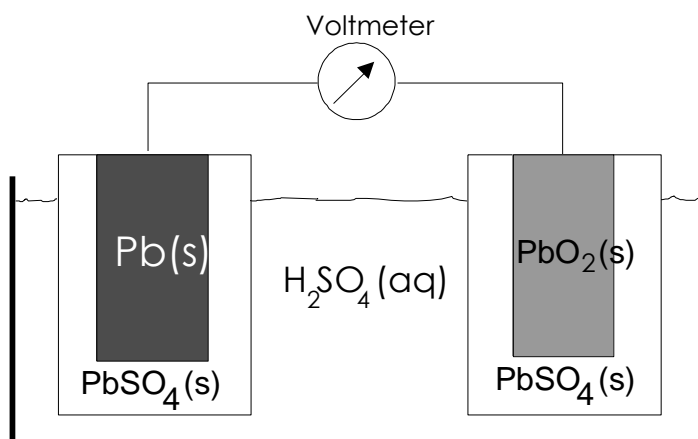 Voltmeter
Pb(s)
PbO₂(s)
H₂SO₄(aq)
PbSO₄(s)
PbSO₄(s)